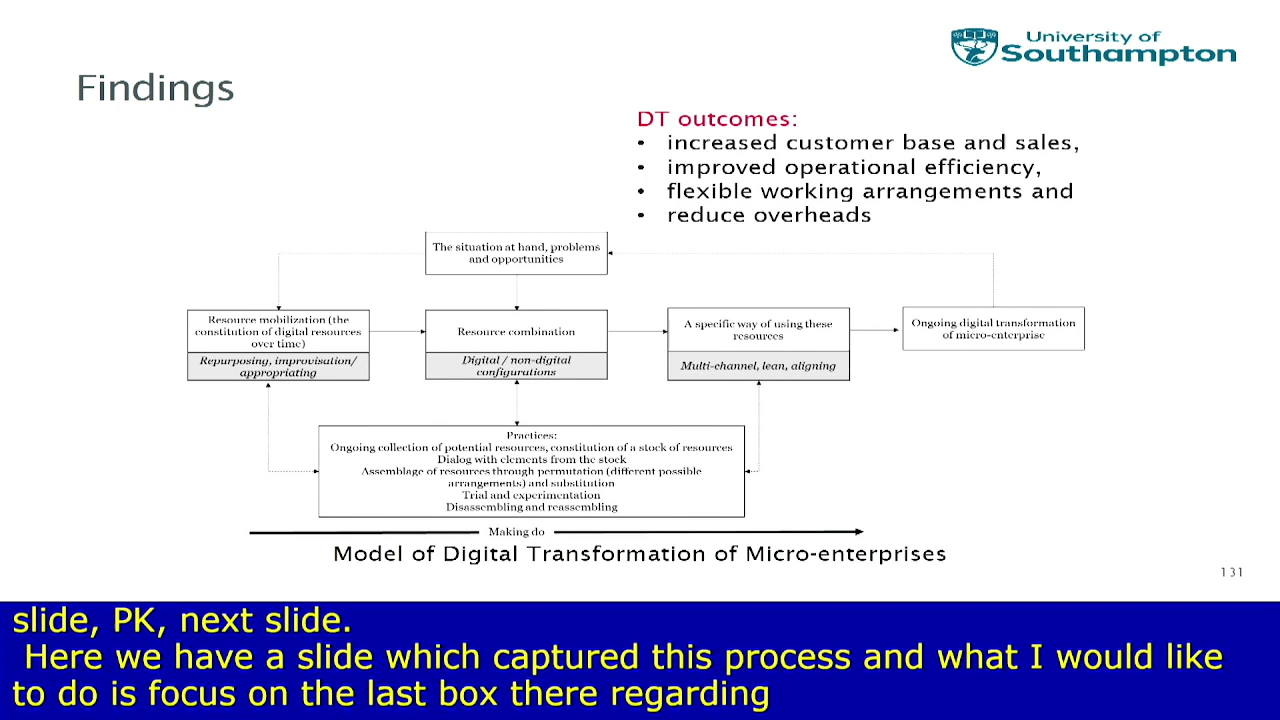 University of
Southampton
Findings
DT outcomes:
• increased customer base and sales,
• improved operational efficiency,
• flexible working arrangements and
• reduce overheads
The situation at hand, problems
and opportunities
Resource mobilization (the
constitution of digital resources
over time)
Repurposing, improvisation/
appropriating
Resource combination
Digital / non-digital
configurations
A specific way of using these
resources
Multi-channel, lean, aligning
Ongoing digital transformation
of micro-enterprise
Practices:
Ongoing collection of potential resources, constitution of a stock of resources
Dialog with elements from the stock
Assemblage of resources through permutation (different possible
arrangements) and substitution
Trial and experimentation
Disassembling and reassembling
Making do
Model of Digital Transformation of Micro-enterprises
131
slide, PK, next slide.
Here we have a slide which captured this process and what I would like
to do is focus on the last box there regarding